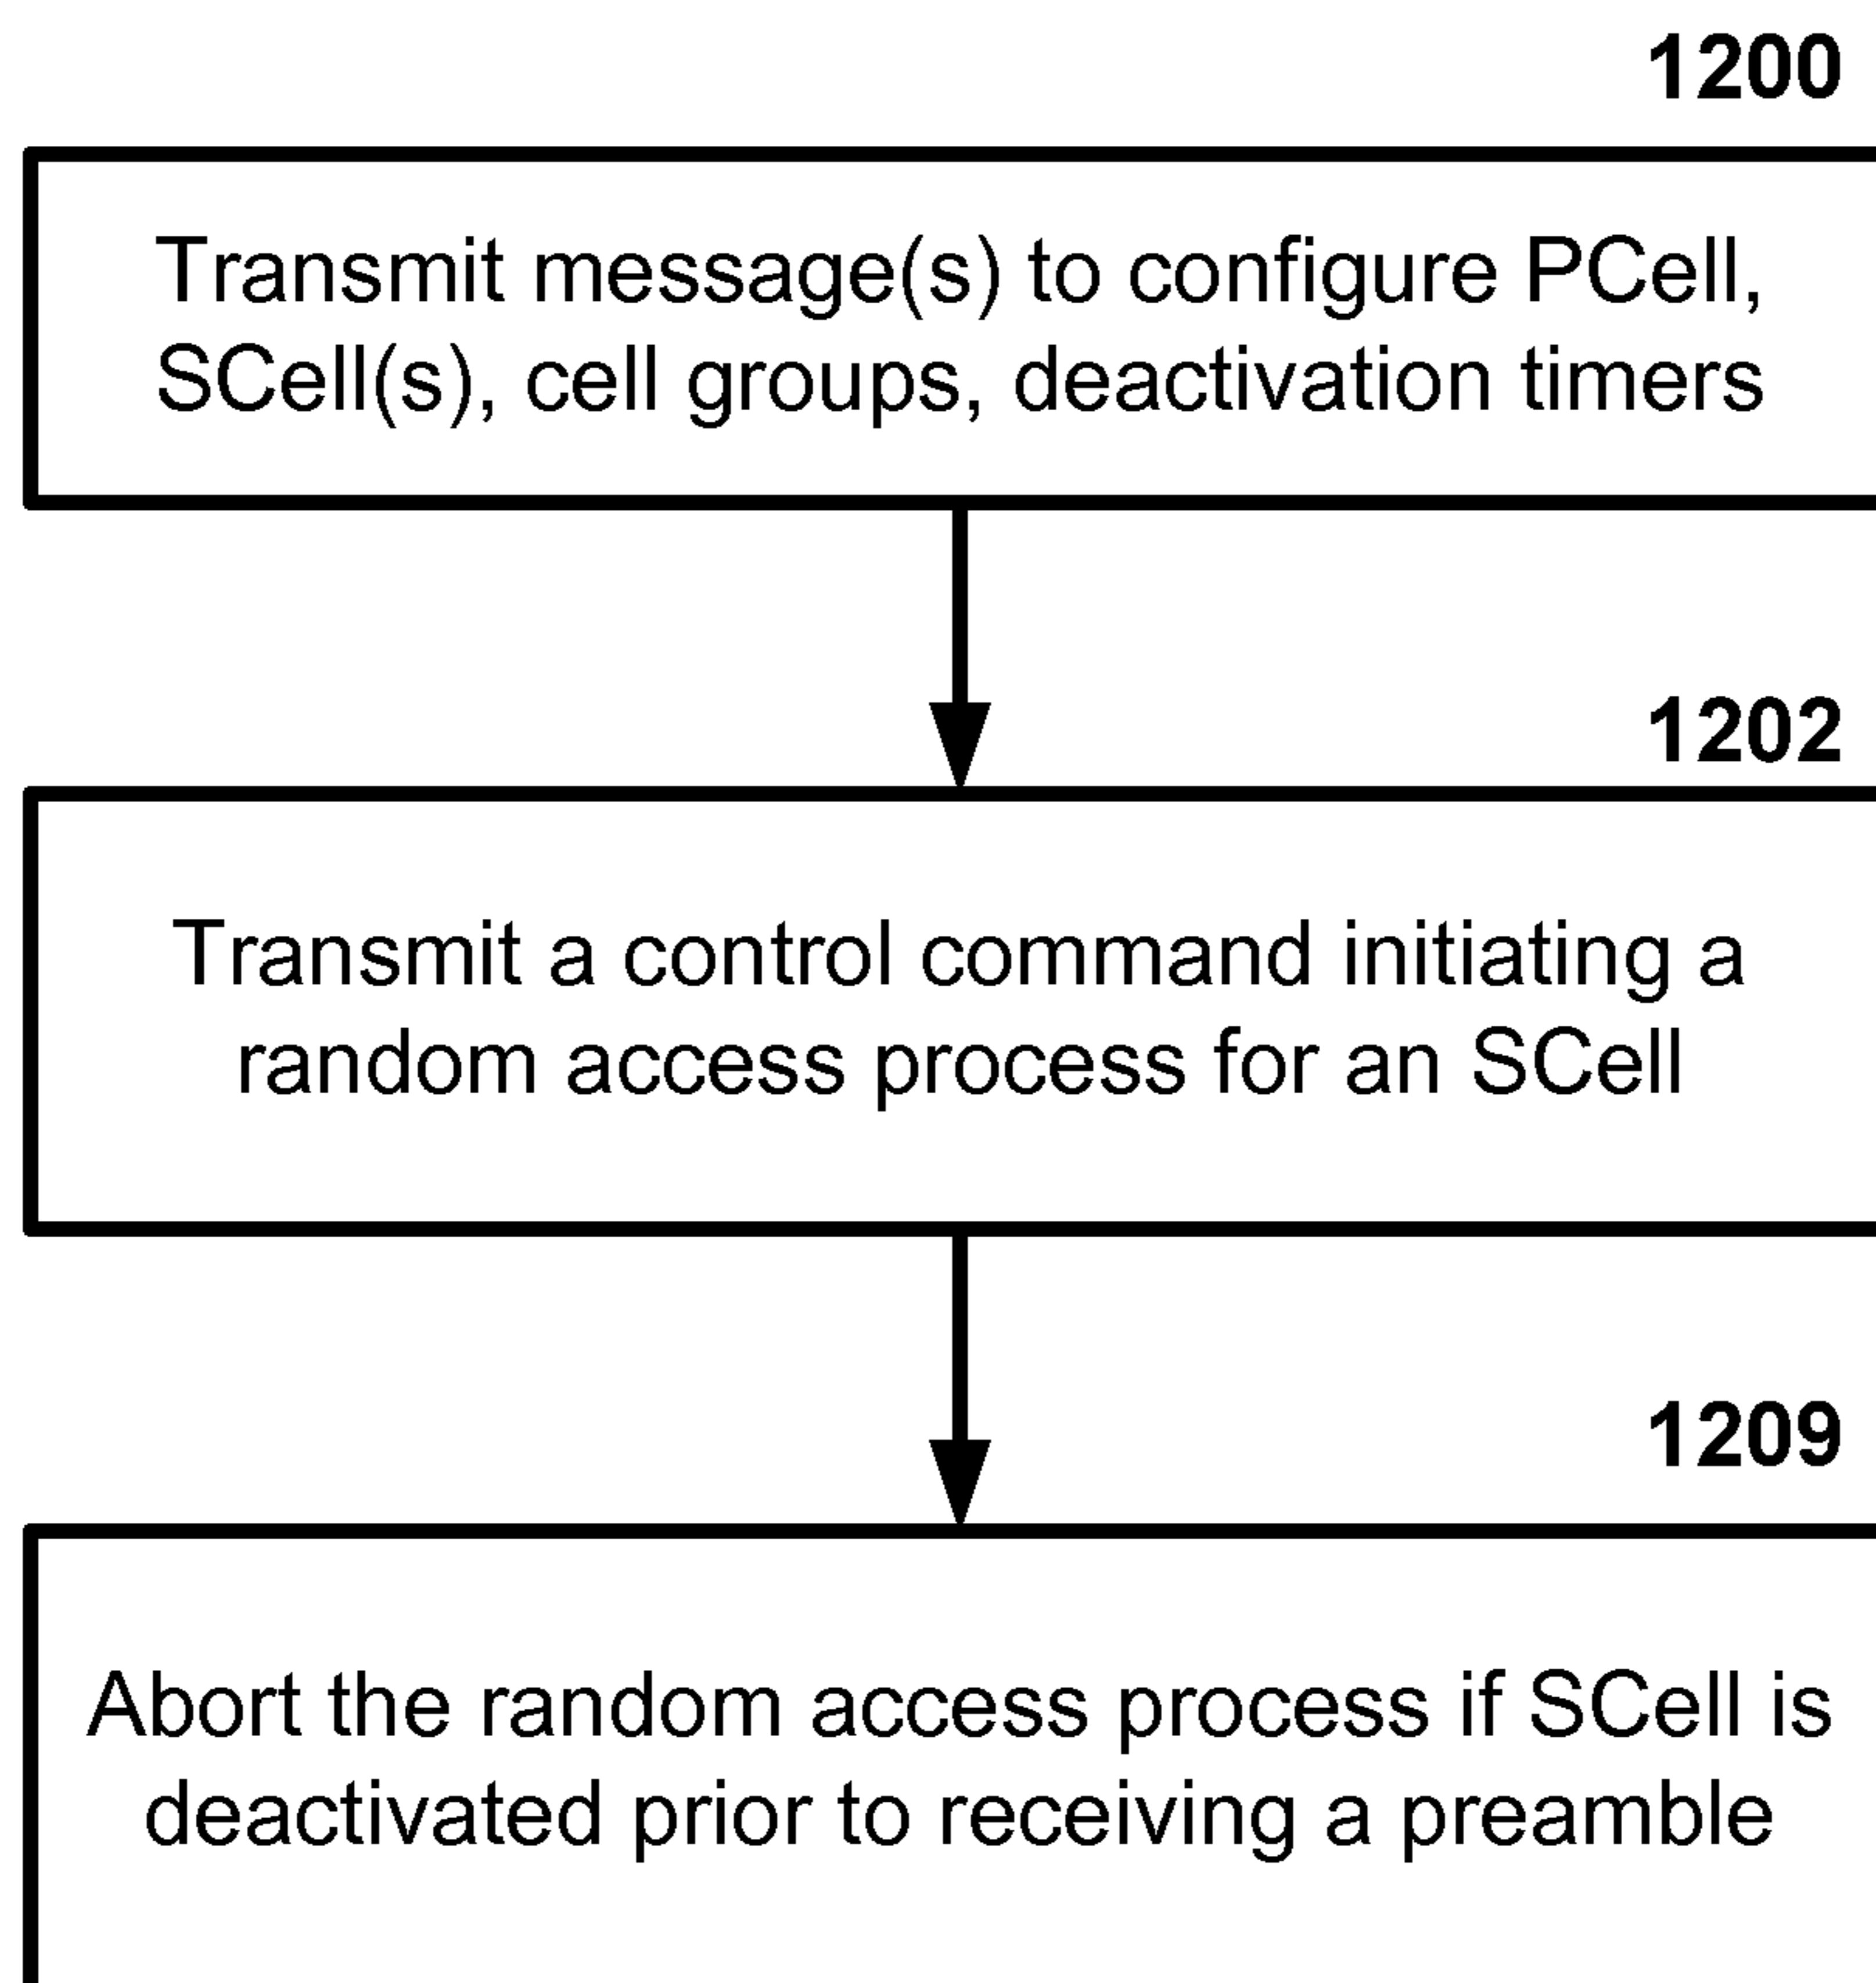 1200
Transmit message(s) to configure PCell,
SCell(s), cell groups, deactivation timers
1202
Transmit a control command initiating a
random access process for an SCell
1209
Abort the random access process if SCell is
deactivated prior to receiving a preamble